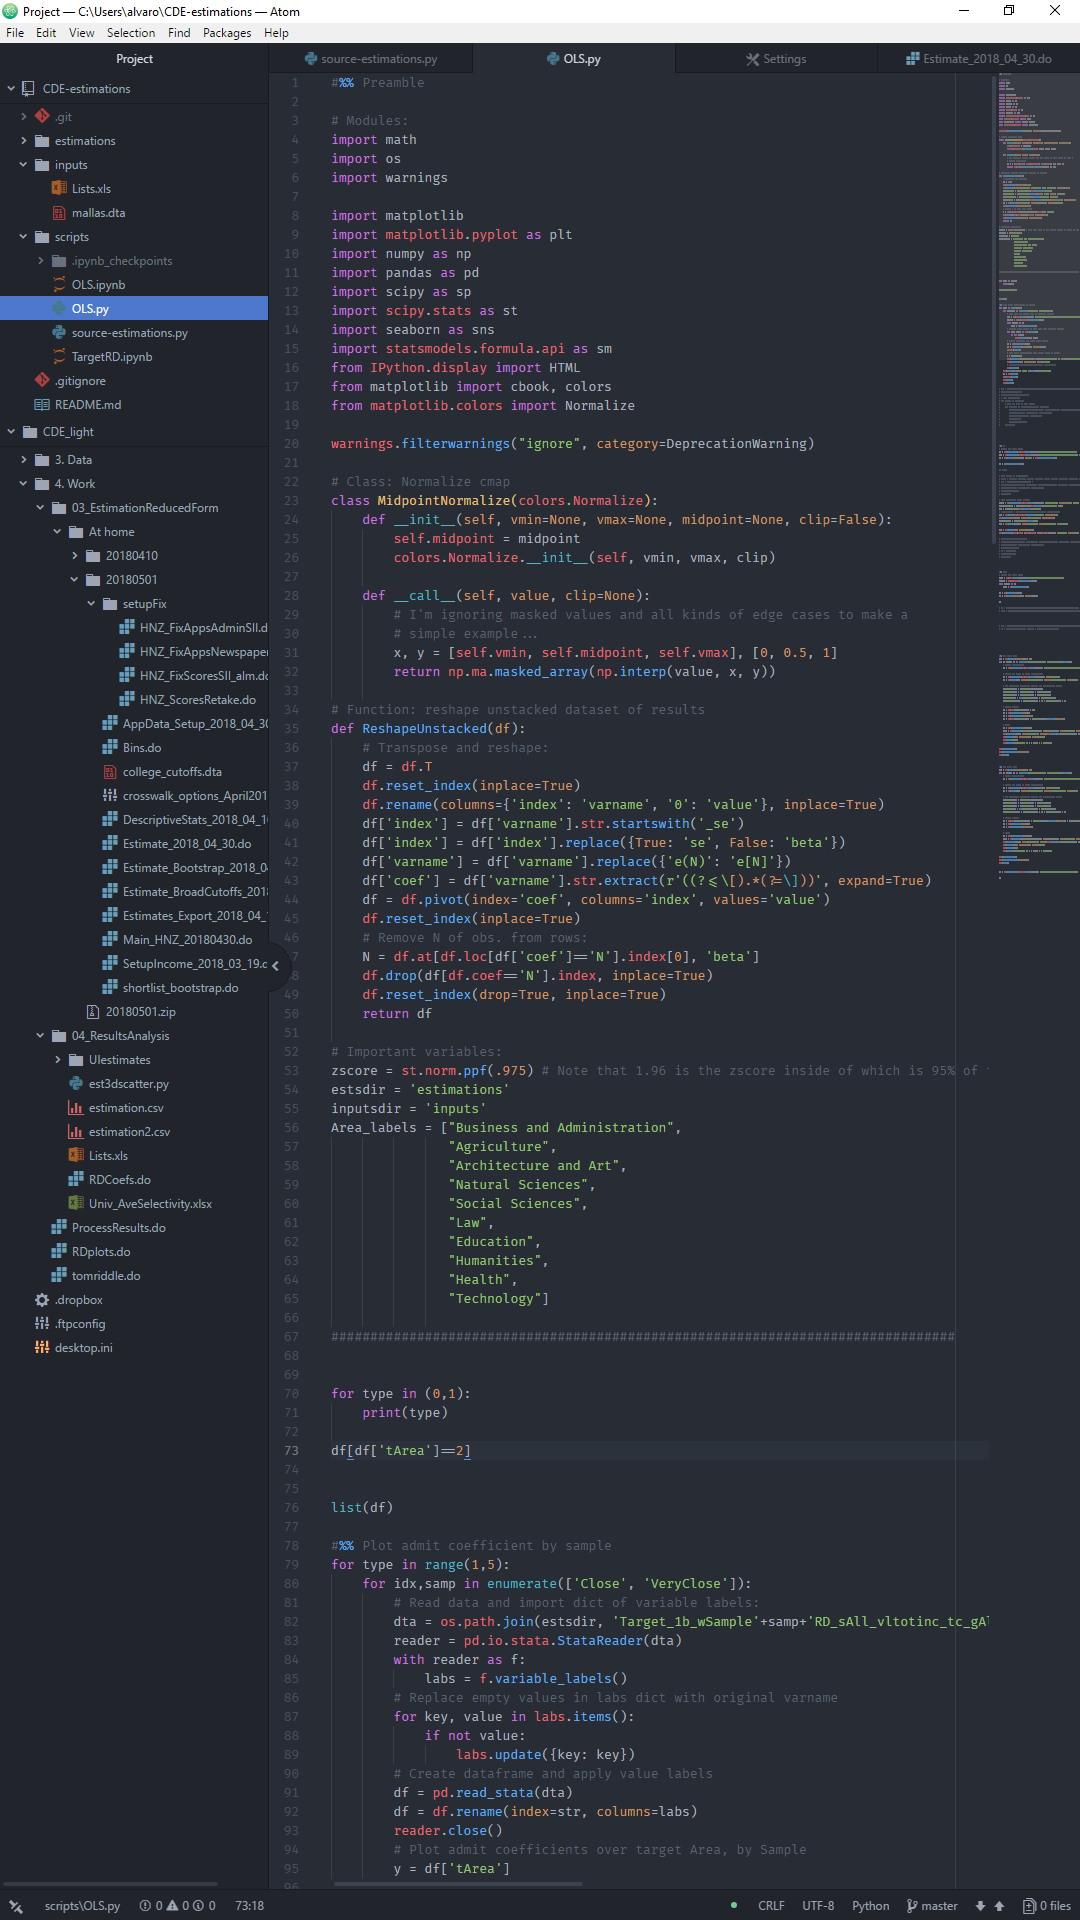 Project — C:\Users\alvaro\CDE-estimations — Atom
File Edit View Selection Find Packages Help
Project
CDE-estimations
.git
estimations
inputs
Lists.xls
mallas.dta
scripts
.ipynb_checkpoints
OLS.ipynb
OLS.py
source-estimations.py
TargetRD.ipynb
.gitignore
README.md
CDE_light
3. Data
4. Work
03_EstimationReducedForm
At home
20180410
20180501
setupFix
HNZ_FixAppsAdminSII.d
HNZ_FixAppsNewspaper
HNZ_FixScoresSII_alm.do
HNZ_ScoresRetake.do
AppData_Setup_2018_04_30
Bins.do
college_cutoffs.dta
crosswalk_options_April201
DescriptiveStats_2018_04_1
Estimate_2018_04_30.do
Estimate_Bootstrap_2018_0
Estimate_BroadCutoffs_201
Estimates_Export_2018_04_
Main_HNZ_20180430.do
SetupIncome_2018_03_19.d
shortlist_bootstrap.do
20180501.zip
04_ResultsAnalysis
UIestimates
est3dscatter.py
estimation.csv
estimation2.csv
Lists.xls
RDCoefs.do
Univ_AveSelectivity.xlsx
ProcessResults.do
RDplots.do
tomriddle.do
.dropbox
.ftpconfig
desktop.ini
source-estimations.py OLS.py Settings Estimate_2018_04_30.do
1 #%% Preamble
2
3 # Modules:
4 import math
5 import os
6 import warnings
7
8 import matplotlib
9 import matplotlib.pyplot as plt
10 import numpy as np
11 import pandas as pd
12 import scipy as sp
13 import scipy.stats as st
14 import seaborn as sns
15 import statsmodels.formula.api as sm
16 from IPython.display import HTML
17 from matplotlib import cbook, colors
18 from matplotlib.colors import Normalize
19
20 warnings.filterwarnings("ignore", category=DeprecationWarning)
21
22 # Class: Normalize cmap
23 class MidpointNormalize(colors.Normalize):
24 def __init__(self, vmin=None, vmax=None, midpoint=None, clip=False):
25 self.midpoint = midpoint
26 colors.Normalize.__init__(self, vmin, vmax, clip)
27
28 def __call__(self, value, clip=None):
29 # I'm ignoring masked values and all kinds of edge cases to make a
30 # simple example...
31 x, y = [self.vmin, self.midpoint, self.vmax], [0, 0.5, 1]
32 return np.ma.masked_array(np.interp(value, x, y))
33
34 # Function: reshape unstacked dataset of results
35 def ReshapeUnstacked(df):
36 # Transpose and reshape:
37 df = df.T
38 df.reset_index(inplace=True)
39 df.rename(columns={'index': 'varname', '0': 'value'}, inplace=True)
40 df['index'] = df['varname'].str.startswith('_se')
41 df['index'] = df['index'].replace({True: 'se', False: 'beta'})
42 df['varname'] = df['varname'].replace({'e(N)': 'e[N]'})
43 df['coef'] = df['varname'].str.extract(r'((?<=\[).*(?=\]))', expand=True)
44 df = df.pivot(index='coef', columns='index', values='value')
45 df.reset_index(inplace=True)
46 # Remove N of obs. from rows:
7 N = df.at[df.loc[df['coef']=='N'].index[0], 'beta']
8 df.drop(df[df.coef=='N'].index, inplace=True)
49 df.reset_index(drop=True, inplace=True)
50 return df
51
52 # Important variables:
53 zscore = st.norm.ppf(.975) # Note that 1.96 is the zscore inside of which is 95% of
54 estsdir = 'estimations'
55 inputsdir = 'inputs'
56 Area_labels = ["Business and Administration",
57 "Agriculture",
58 "Architecture and Art",
59 "Natural Sciences",
60 "Social Sciences",
61 "Law",
62 "Education",
63 "Humanities",
64 "Health",
65 "Technology"]
66
67 ################################################################################
68
69
70 for type in (0,1):
71 print(type)
72
73 df[df['tArea']==2]
74
75
76 list(df)
77
78 #%% Plot admit coefficient by sample
79 for type in range(1,5):
80 for idx,samp in enumerate(['Close', 'VeryClose']):
81 # Read data and import dict of variable labels:
82 dta = os.path.join(estsdir, 'Target_1b_wSample'+samp+'RD_sAll_vltotinc_tc_gAl
83 reader = pd.io.stata.StataReader(dta)
84 with reader as f:
85 labs = f.variable_labels()
86 # Replace empty values in labs dict with original varname
87 for key, value in labs.items():
88 if not value:
89 labs.update({key: key})
90 # Create dataframe and apply value labels
91 df = pd.read_stata(dta)
92 df = df.rename(index=str, columns=labs)
93 reader.close()
94 # Plot admit coefficients over target Area, by Sample
95 y = df['tArea']
96
scripts\OLS.py 0 0 0 73:18 CRLF UTF-8 Python master 0 files